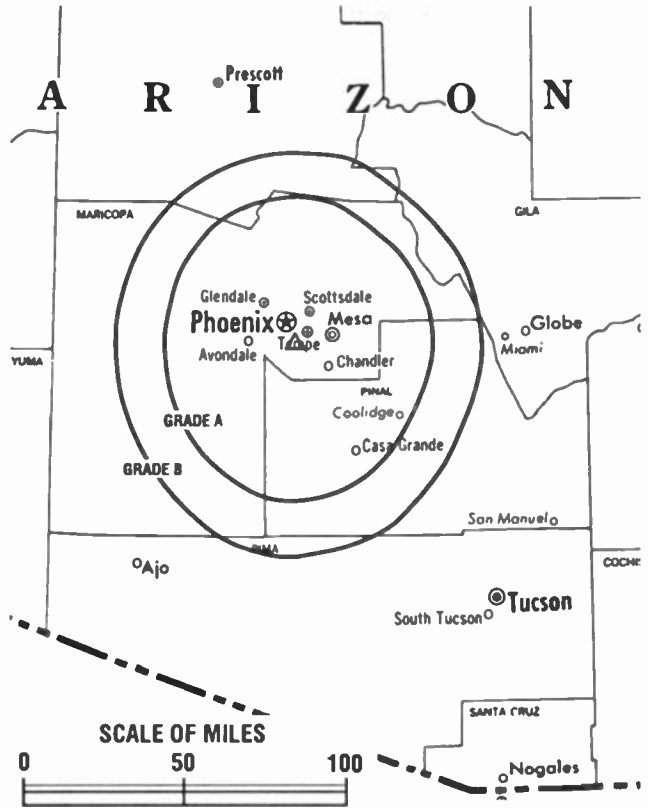 Prescott
A R I Z O N
MARICOPA
GILA
Glendale
Scottsdale
Phoenix
Mesa
Globe
Tempe
Miami
Avondale
YUMA
Chandler
PINAL
Coolidge
GRADE A
Casa Grande
GRADE B
San Manuel
PIMA
COCHIS
Ajo
Tucson
South Tucson
SANTA CRUZ
SCALE OF MILES
0 50 100
Nogales